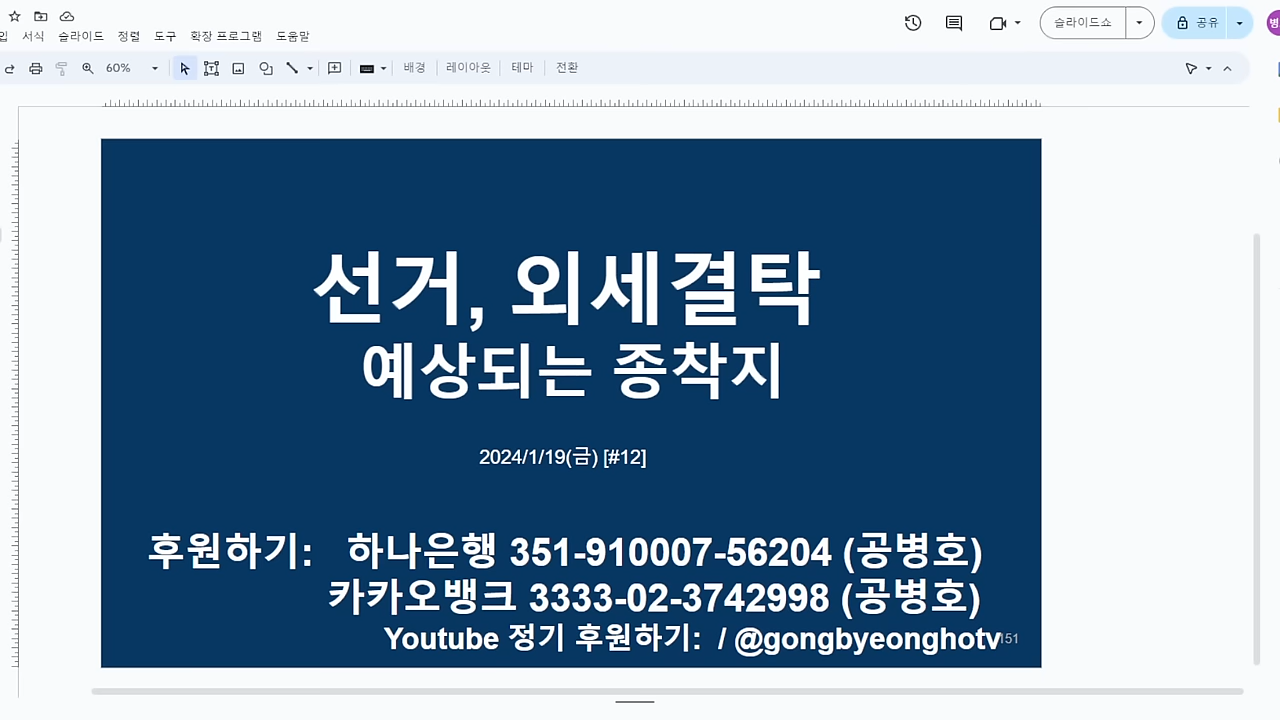 서식 슬라이드 정렬 도구 확장 프로그램 도움말
슬라이드쇼
공유
60%
배경 레이아웃 테마 전환
선거, 외세결탁
예상되는 종착지
2024/1/19(금) [#12]
후원하기: 하나은행 351-910007-56204 (공병호)
카카오뱅크 3333-02-3742998 (공병호)
Youtube 정기 후원하기: / @gongbyeonghotv
151